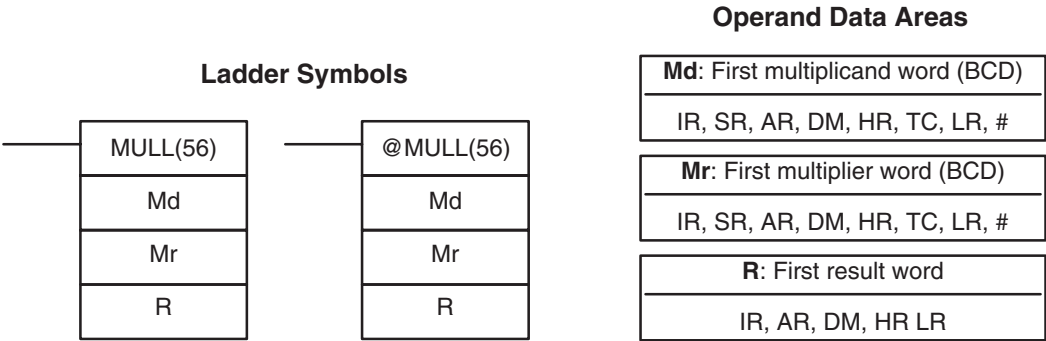 Ladder Symbols
MULL(56)
Md
Mr
R
@MULL(56)
Md
Mr
R
Operand Data Areas
Md: First multiplicand word (BCD)
IR, SR, AR, DM, HR, TC, LR, #
Mr: First multiplier word (BCD)
IR, SR, AR, DM, HR, TC, LR, #
R: First result word
IR, AR, DM, HR LR